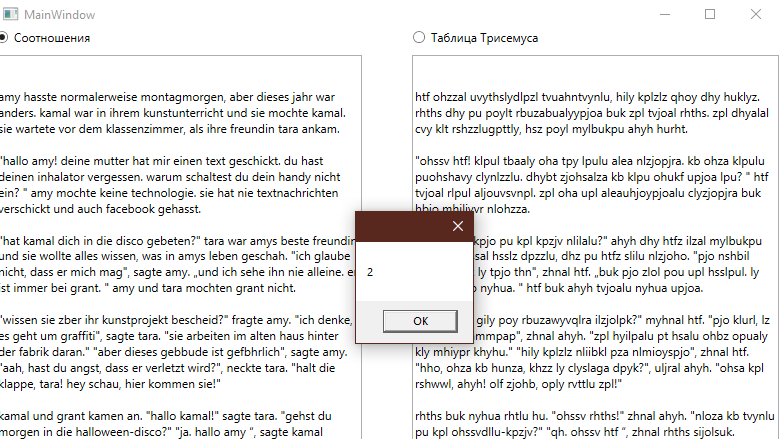 MainWindow
Соотношения
Таблица Трисемуса
amy hasste normalerweise montagmorgen, aber dieses jahr war
anders. kamal war in ihrem kunstunterricht und sie mochte kamal.
sie wartete vor dem klassenzimmer, als ihre freundin tara ankam.
"hallo amy! deine mutter hat mir einen text geschickt. du hast
deinen inhalator vergessen. warum schaltest du dein handy nicht
ein? " amy mochte keine technologie. sie hat nie textnachrichten
verschickt und auch facebook gehasst.
"hat kamal dich in die disco gebeten?" tara war amys beste freundin
und sie wollte alles wissen, was in amys leben geschah. "ich glaube
nicht, dass er mich mag", sagte amy. „und ich sehe ihn nie alleine. er
ist immer bei grant. " amy und tara mochten grant nicht.
"wissen sie zber ihr kunstprojekt bescheid?" fragte amy. "ich denke,
es geht um graffiti", sagte tara. "sie arbeiten im alten haus hinter
der fabrik daran." "aber dieses gebbude ist gefbhrlich", sagte amy.
"aah, hast du angst, dass er verletzt wird?", neckte tara. "halt die
klappe, tara! hey schau, hier kommen sie!"
kamal und grant kamen an. "hallo kamal!" sagte tara. "gehst du
morgen in die halloween-disco?" "ja. hallo amy “, sagte kamal
htf ohzzal uvythslydlpzl tvuahntvynlu, hily kplzlz qhoy dhy huklyz.
rhths dhy pu poylt rbuzabualyypjoa buk zpl tvjoal rhths. zpl dhyalal
cvy klt rshzzlugpttly, hsz poyl mylbukpu ahyh hurht.
"ohssv htf! klpul tbaaly oha tpy lpulu alea nlzjopjra. kb ohza klpulu
puohshavy clynlzzlu. dhybt zjohsalza kb klpu ohukf upjoa lpu? " htf
tvjoal rlpul aljouvsvnpl. zpl oha upl aleauhjoypjoalu clyzjopjra buk
hbjo mhjlivvr nlohzza.
kpjo pu kpl kpzjv nlilalu?" ahyh dhy htfz ilzal mylbukpu
sal hsslz dpzzlu, dhz pu htfz slilu nlzjoho. "pjo nshbil
ly tpjo thn", zhnal htf. „buk pjo zlol pou upl hsslpul. ly
nyhua. " htf buk ahyh tvjoalu nyhua upjoa.
gily poy rbuzawyvqlra ilzjolpk?" myhnal htf. "pjo klurl, lz
mmpap", zhnal ahyh. "zpl hyilpalu pt hsalu ohbz opualy
kly mhiypr khyhu." "hily kplzlz nliibkl pza nlmioyspjo", zhnal htf.
"hho, ohza kb hunza, khzz ly clyslaga dpyk?", uljral ahyh. "ohsa kpl
rshwwl, ahyh! olf zjohb, oply rvttlu zpl!"
rhths buk nyhua rhtlu hu. "ohssv rhths!" zhnal ahyh. "nloza kb tvynlu
pu kpl ohssvdllu-kpzjv?" "qh. ohssv htf “, zhnal rhths sijolsuk.
2
OK